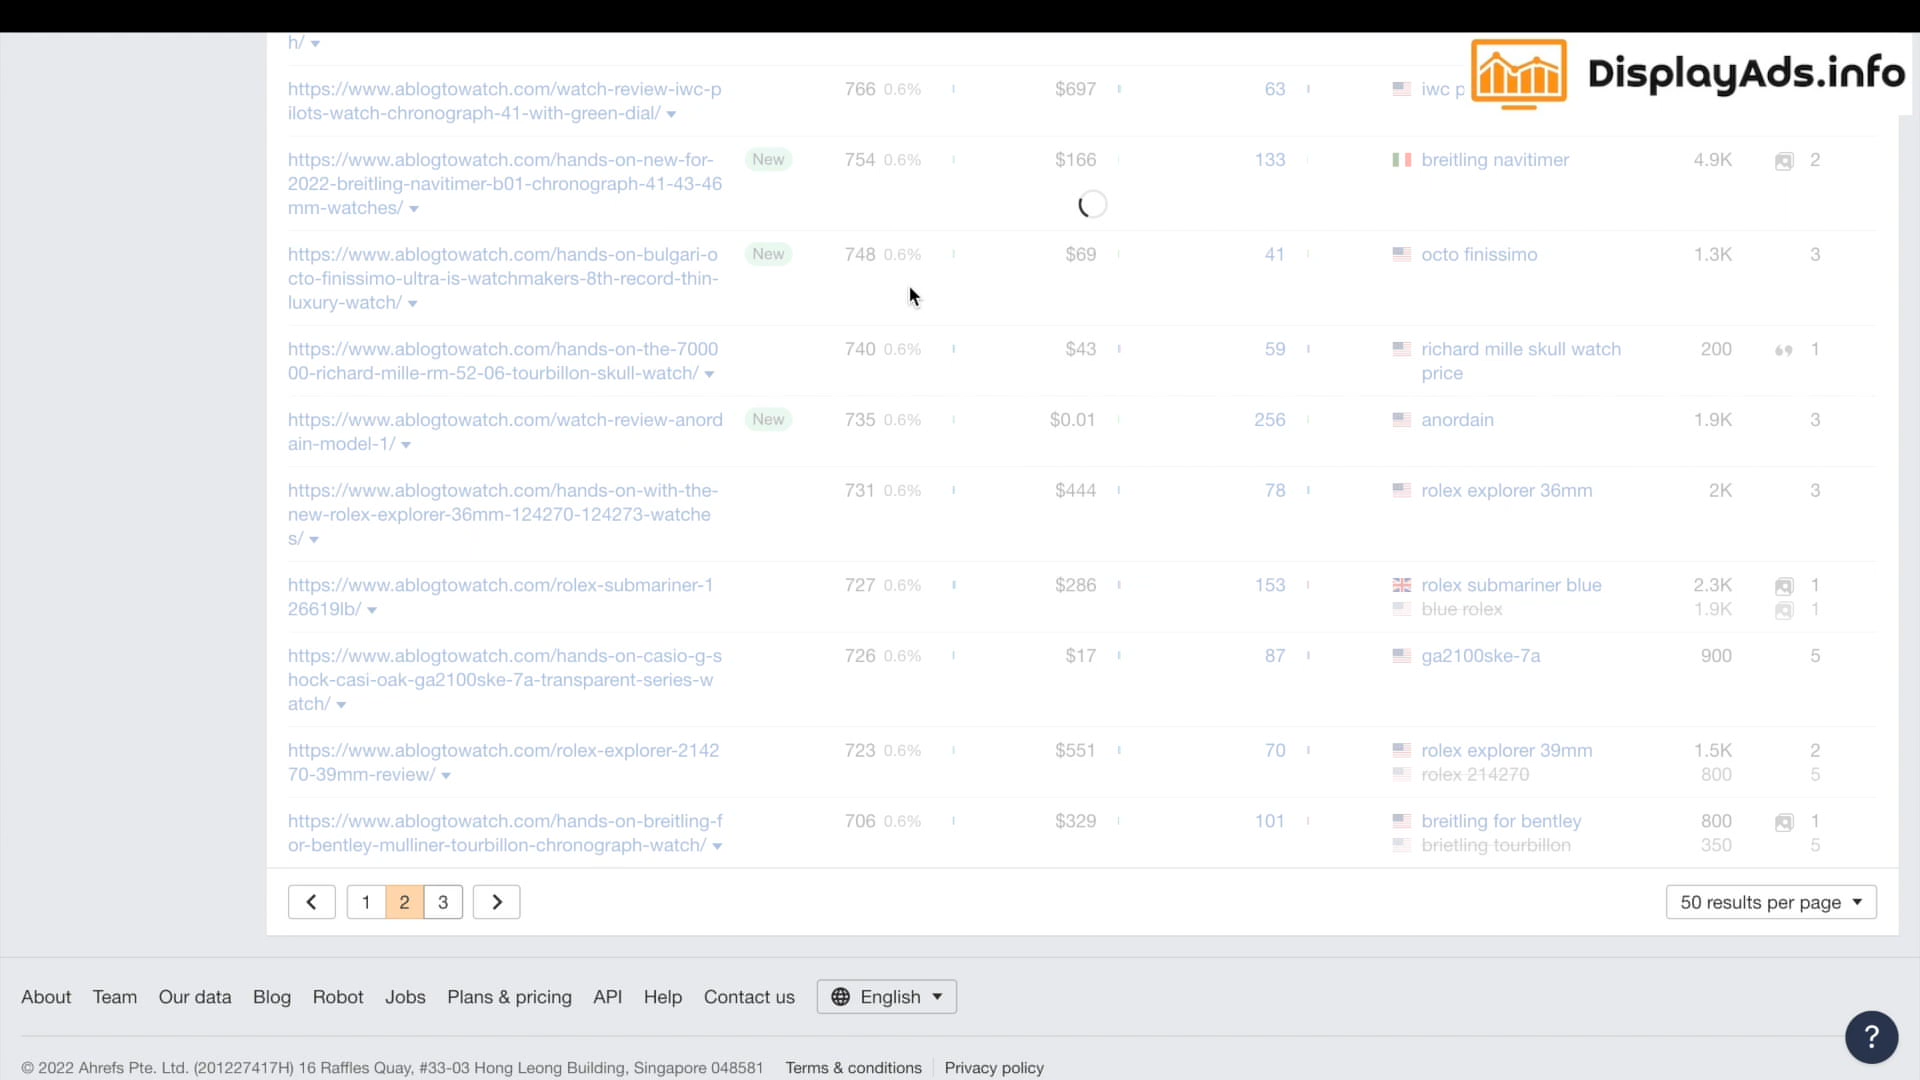 h/
DisplayAds.info
https://www.ablogtowatch.com/watch-review-iwc-p
ilots-watch-chronograph-41-with-green-dial/
766 0.6% $697 63 iwc p
https://www.ablogtowatch.com/hands-on-new-for-
2022-breitling-navitimer-b01-chronograph-41-43-46
mm-watches/
New 754 0.6% $166 133 breitling navitimer 4.9K 2
https://www.ablogtowatch.com/hands-on-bulgari-o
cto-finissimo-ultra-is-watchmakers-8th-record-thin-
luxury-watch/
New 748 0.6% $69 41 octo finissimo 1.3K 3
https://www.ablogtowatch.com/hands-on-the-7000
00-richard-mille-rm-52-06-tourbillon-skull-watch/
740 0.6% $43 59 richard mille skull watch 200 1
price
https://www.ablogtowatch.com/watch-review-anord
ain-model-1/
New 735 0.6% $0.01 256 anordain 1.9K 3
https://www.ablogtowatch.com/hands-on-with-the-
new-rolex-explorer-36mm-124270-124273-watche
s/
731 0.6% $444 78 rolex explorer 36mm 2K 3
https://www.ablogtowatch.com/rolex-submariner-1
26619lb/
727 0.6% $286 153 rolex submariner blue 2.3K 1
blue rolex 1.9K 1
https://www.ablogtowatch.com/hands-on-casio-g-s
hock-casi-oak-ga2100ske-7a-transparent-series-w
atch/
726 0.6% $17 87 ga2100ske-7a 900 5
https://www.ablogtowatch.com/rolex-explorer-2142
70-39mm-review/
723 0.6% $551 70 rolex explorer 39mm 1.5K 2
rolex 214270 800 5
https://www.ablogtowatch.com/hands-on-breitling-f
or-bentley-mulliner-tourbillon-chronograph-watch/
706 0.6% $329 101 breitling for bentley 800 1
brietling tourbillon 350 5
1 2 3
50 results per page
About Team Our data Blog Robot Jobs Plans & pricing API Help Contact us English
?
© 2022 Ahrefs Pte. Ltd. (201227417H) 16 Raffles Quay, #33-03 Hong Leong Building, Singapore 048581 Terms & conditions Privacy policy